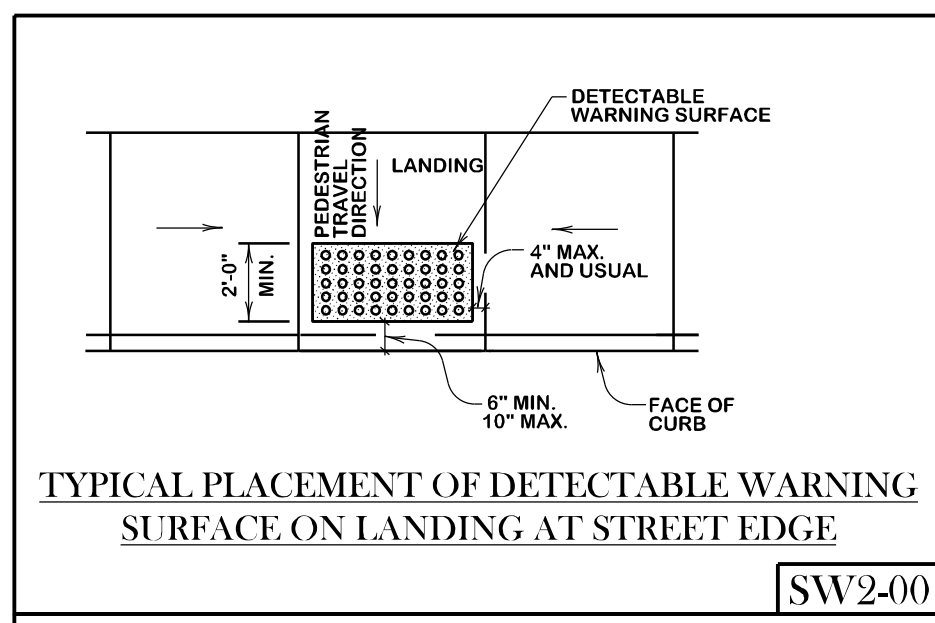 DETECTABLE
WARNING SURFACE
PEDESTRIAN
TRAVEL
DIRECTION
LANDING
2'-0"
MIN.
4" MAX.
AND USUAL
6" MIN.
10" MAX.
FACE OF
CURB
TYPICAL PLACEMENT OF DETECTABLE WARNING
SURFACE ON LANDING AT STREET EDGE
SW2-00